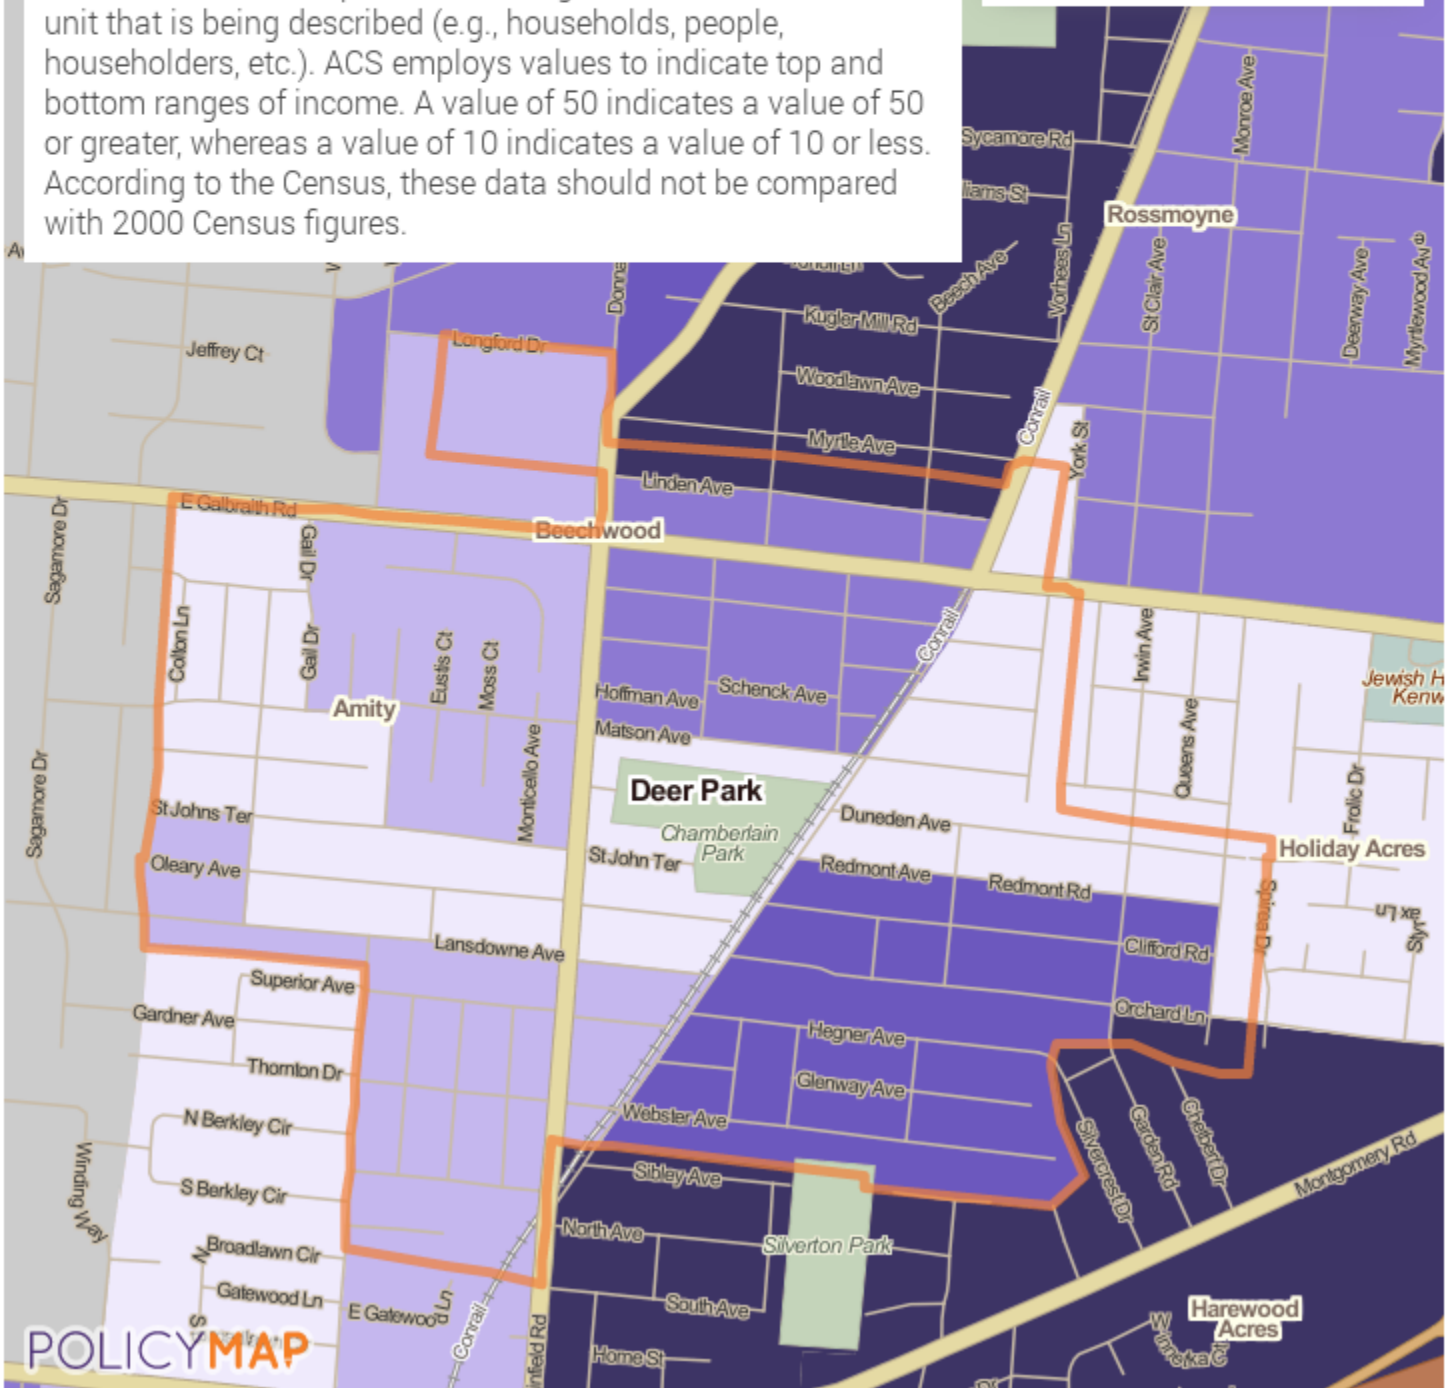 unit that is being described (e.g., households, people,
householders, etc.). ACS employs values to indicate top and
bottom ranges of income. A value of 50 indicates a value of 50
or greater, whereas a value of 10 indicates a value of 10 or less.
According to the Census, these data should not be compared
with 2000 Census figures.
Sycamore Rd
Monroe Ave
Rossmoyne
Vorhees Ln
St Clair Ave
Deerway Ave
Myrtlewood Ave
Beech Ave
Kugler Mill Rd
Longford Dr
Jeffrey Ct
Woodlawn Ave
Conrail
Myrtle Ave
York St
Linden Ave
E Galbraith Rd
Beechwood
Sagamore Dr
Gail Dr
Colton Ln
Gail Dr
Eustis Ct
Moss Ct
Conrail
Irwin Ave
Hoffman Ave
Schenck Ave
Jewish H
Kenw
Amity
Matson Ave
Queens Ave
Monticello Ave
Sagamore Dr
Deer Park
Frolic Dr
St Johns Ter
Duneden Ave
Chamberlain
Park
Holiday Acres
St John Ter
Oleary Ave
Redmont Ave
Redmont Rd
Spirea Dr
Lansdowne Ave
Clifford Rd
Superior Ave
Gardner Ave
Orchard Ln
Hegner Ave
Thornton Dr
Glenway Ave
N Berkley Cir
Webster Ave
Silvercrest Dr
Garden Rd
Chelbert Dr
Montgomery Rd
Winding Way
Sibley Ave
S Berkley Cir
North Ave
Silverton Park
N
Broadlawn Cir
Gatewood Ln
E Gatewood Ln
South Ave
Harewood
Acres
S
Conrail
infield Rd
Home St
POLICYMAP